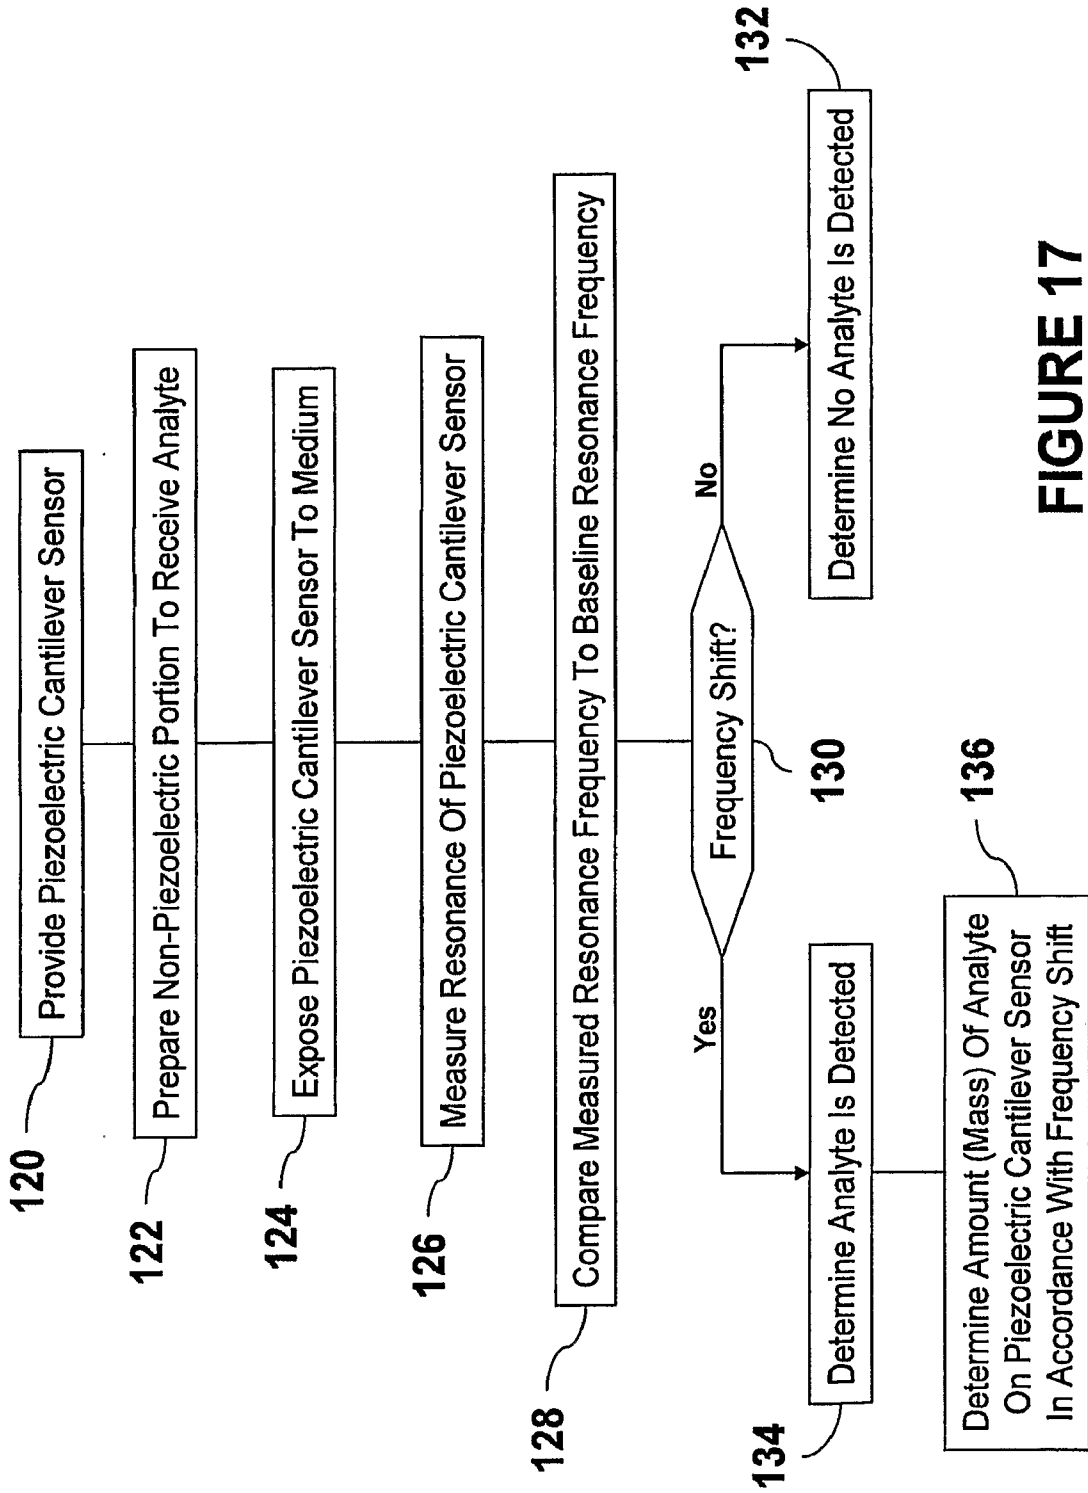 120
Provide Piezoelectric Cantilever Sensor
122
Prepare Non-Piezoelectric Portion To Receive Analyte
124
Expose Piezoelectric Cantilever Sensor To Medium
126
Measure Resonance Of Piezoelectric Cantilever Sensor
128
Compare Measured Resonance Frequency To Baseline Resonance Frequency
Frequency Shift?
130
Yes
No
134
Determine Analyte Is Detected
132
Determine No Analyte Is Detected
136
Determine Amount (Mass) Of Analyte
On Piezoelectric Cantilever Sensor
In Accordance With Frequency Shift
FIGURE 17